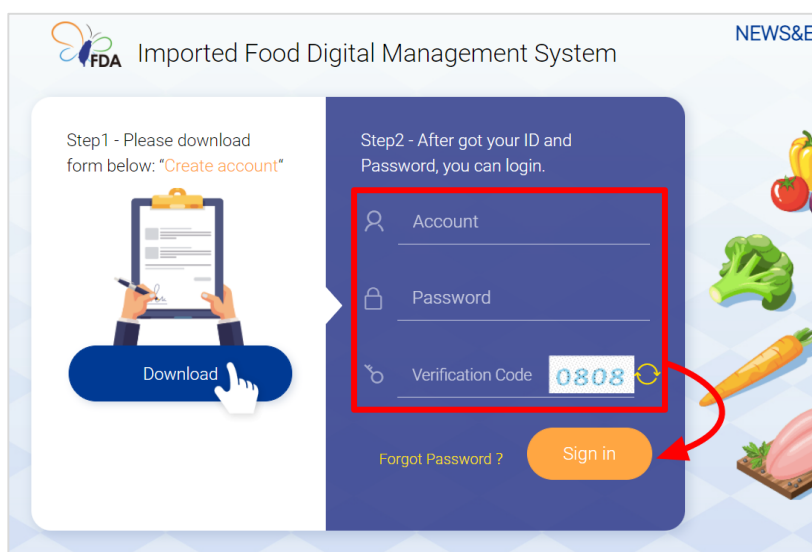 NEWS&E
FDA Imported Food Digital Management System
Step1 - Please download
form below: “Create account“
Download
Step2 - After got your ID and
Password, you can login.
Account
Password
Verification Code 0808
Forgot Password ?
Sign in